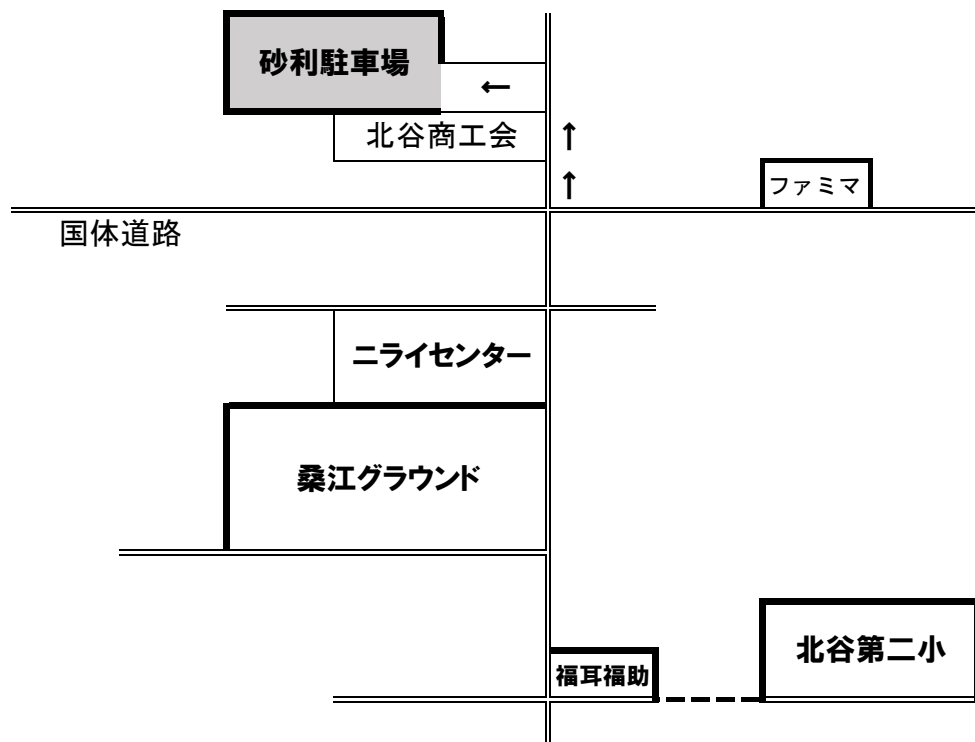 砂利駐車場
←
北谷商工会
↑
↑
ファミマ
国体道路
ニライセンター
桑江グラウンド
北谷第二小
福耳福助